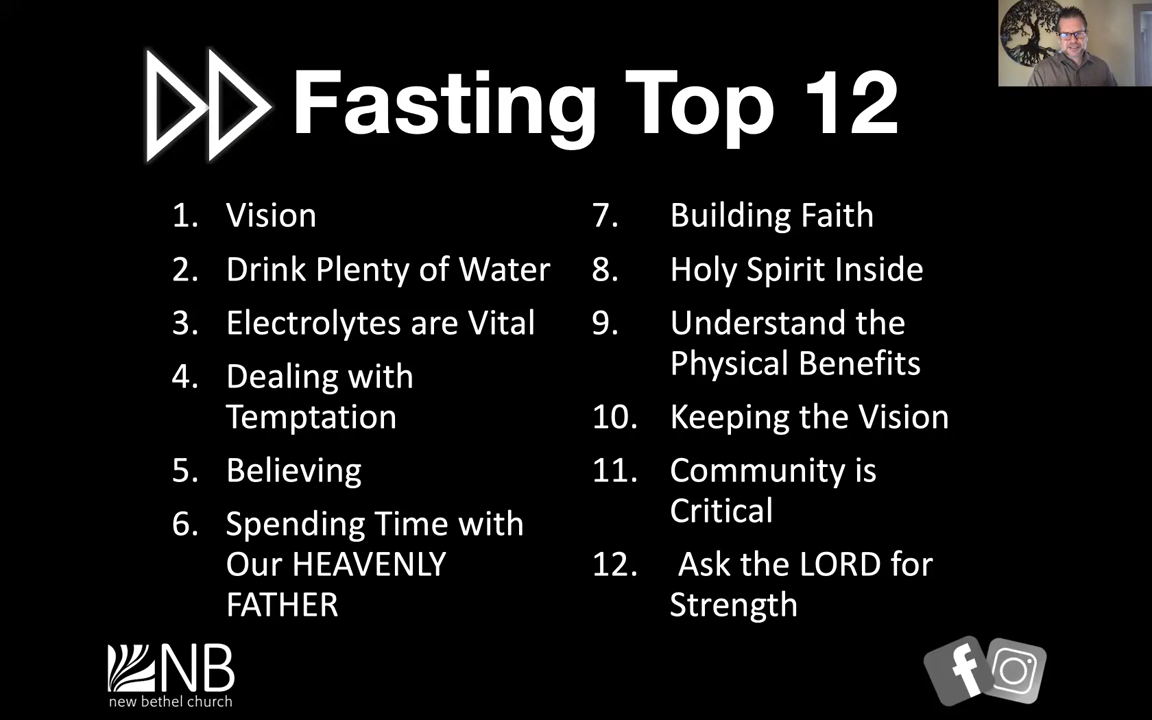 Fasting Top 12
1. Vision
2. Drink Plenty of Water
3. Electrolytes are Vital
4. Dealing with
Temptation
5. Believing
6. Spending Time with
Our HEAVENLY
FATHER
7. Building Faith
8. Holy Spirit Inside
9. Understand the
Physical Benefits
10. Keeping the Vision
11. Community is
Critical
12. Ask the LORD for
Strength
NB
new bethel church